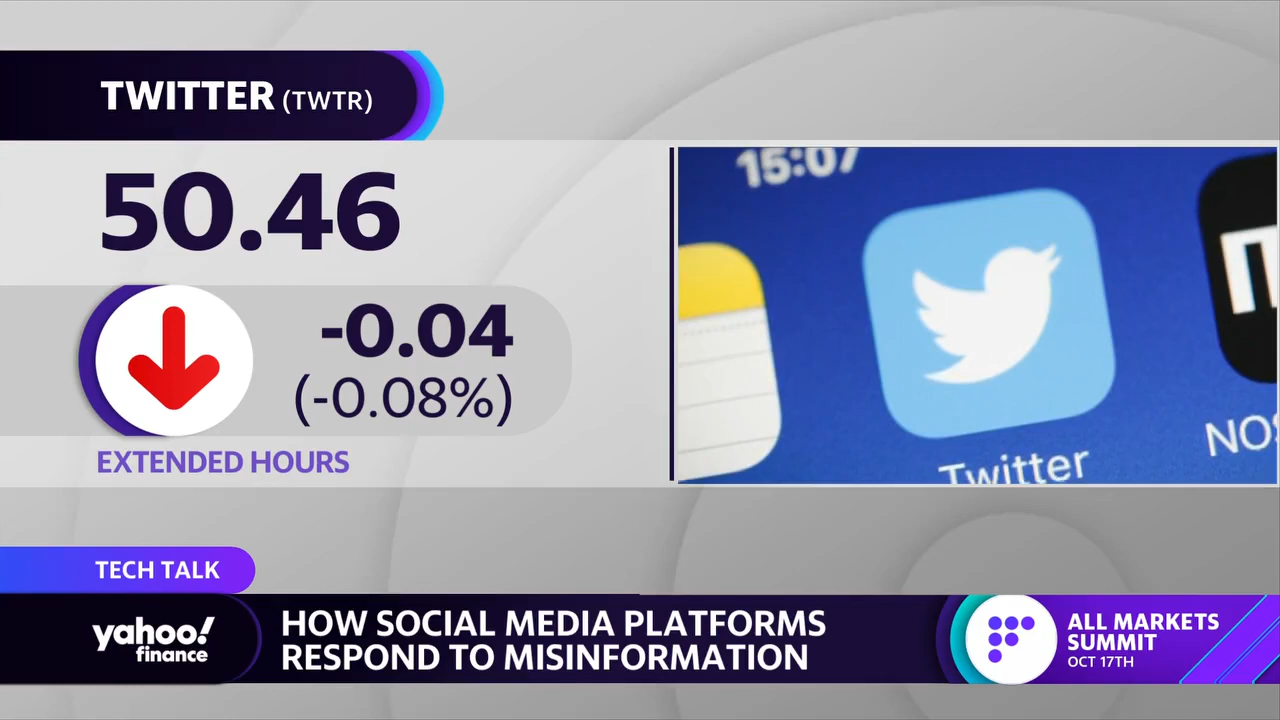 TWITTER (TWTR)
50.46
-0.04
(-0.08%)
EXTENDED HOURS
15:07
Twitter
TECH TALK
yahoo!
finance
HOW SOCIAL MEDIA PLATFORMS
RESPOND TO MISINFORMATION
ALL MARKETS
SUMMIT
OCT 17TH